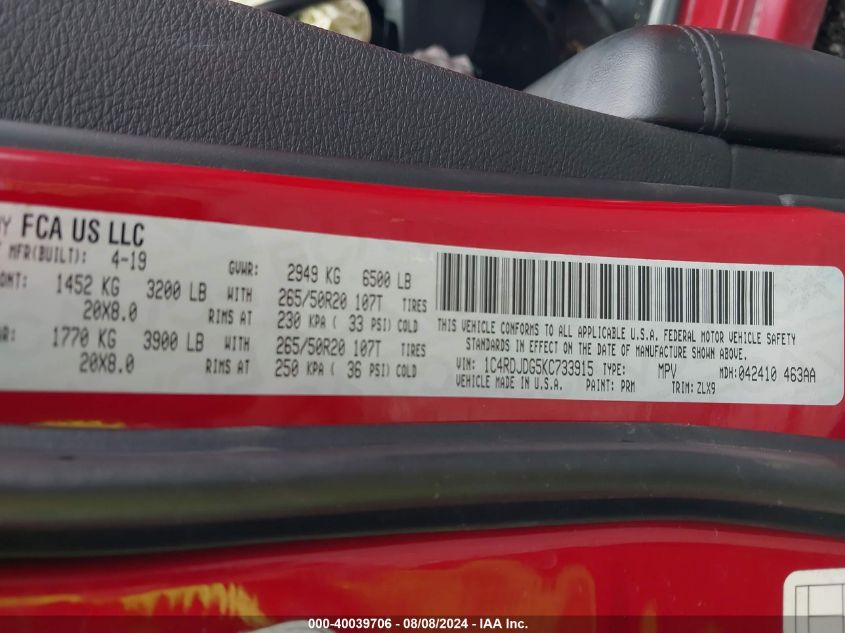 FCA US LLC
MFR(BUILT): 4-19 GVWR: 2949 KG 6500 LB
1452 KG 3200 LB WITH 265/50R20 107T TIRES
20X8.0 RIMS AT 230 KPA ( 33 PSI) COLD
1770 KG 3900 LB WITH 265/50R20 107T TIRES
20X8.0 RIMS AT 250 KPA ( 36 PSI) COLD
THIS VEHICLE CONFORMS TO ALL APPLICABLE U.S.A. FEDERAL MOTOR VEHICLE SAFETY
STANDARDS IN EFFECT ON THE DATE OF MANUFACTURE SHOWN ABOVE.
VIN: 1C4RDJDG5KC733915 TYPE: MPV MDH:042410 463AA
VEHICLE MADE IN U.S.A. PAINT: PRM TRIM: ZLX9
000-40039706 - 08/08/2024 - IAA Inc.